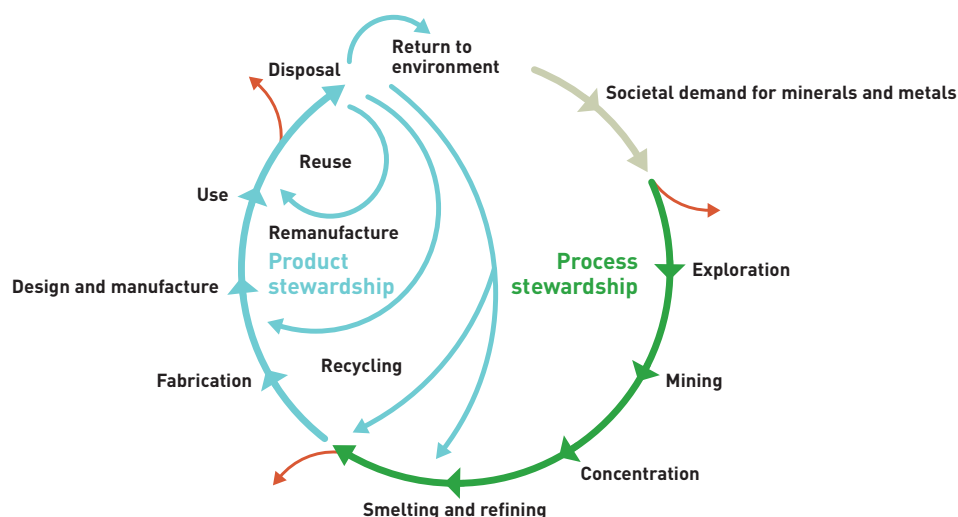 Return to
environment
Disposal
Societal demand for minerals and metals
Reuse
Use
Remanufacture
Product
stewardship
Process
stewardship
Exploration
Design and manufacture
Recycling
Fabrication
Mining
Concentration
Smelting and refining